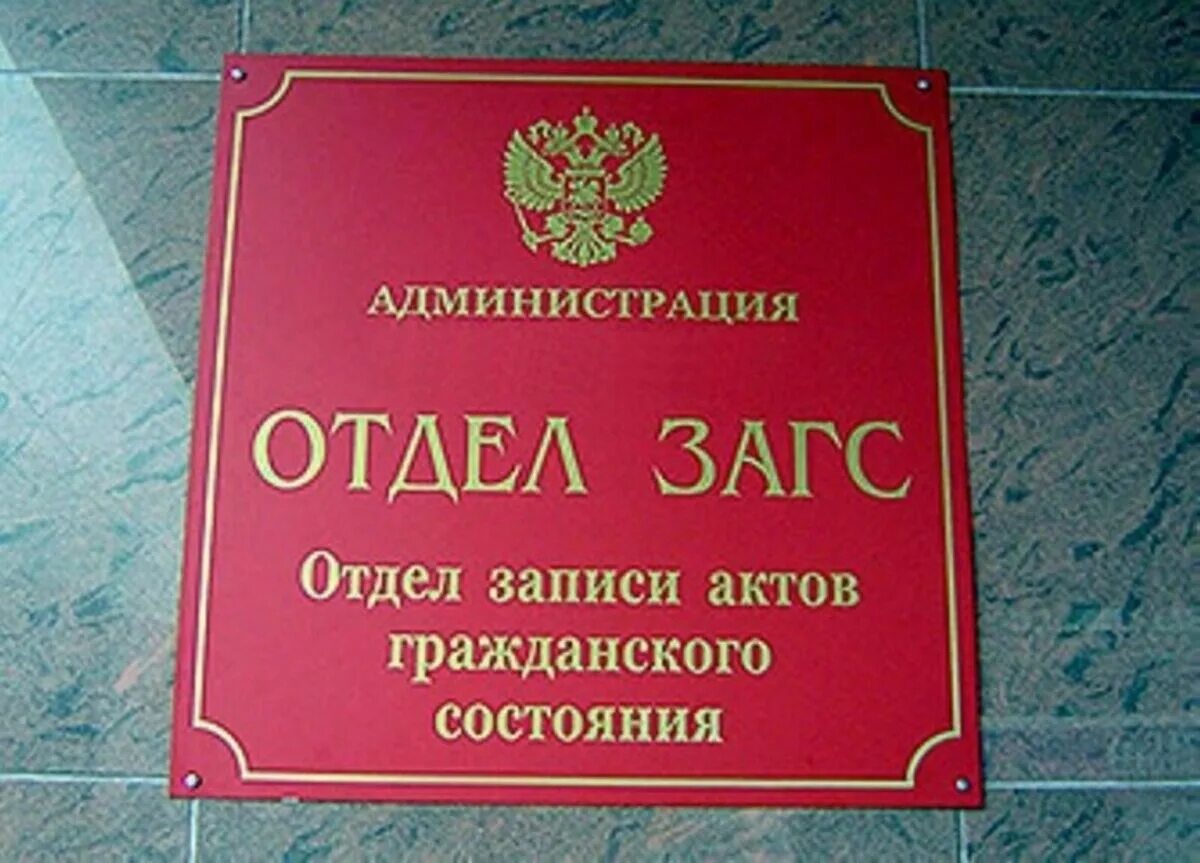 АДМИНИСТРАЦИЯ
ОТДЕЛ ЗАГС
Отдел записи актов
гражданского
состояния